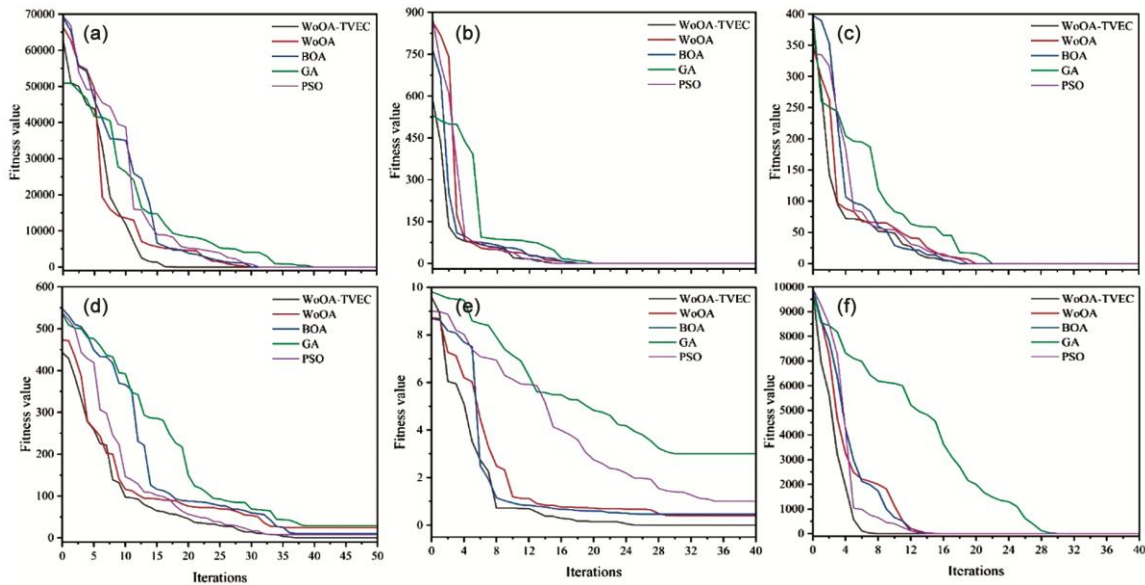 (a)
WoOA-TVEC
WoOA
BOA
GA
PSO
Fitness value
70000
60000
50000
40000
30000
20000
10000
0
0 10 20 30 40 50
(b)
WoOA-TVEC
WoOA
BOA
GA
PSO
Fitness value
900
750
600
450
300
150
0
0 4 8 12 16 20 24 28 32 36 40
(c)
WoOA-TVEC
WoOA
BOA
GA
PSO
Fitness value
400
350
300
250
200
150
100
50
0
0 4 8 12 16 20 24 28 32 36 40
(d)
WoOA-TVEC
WoOA
BOA
GA
PSO
Fitness value
600
500
400
300
200
100
0
0 5 10 15 20 25 30 35 40 45 50
Iterations
(e)
WoOA-TVEC
WoOA
BOA
GA
PSO
Fitness value
10
8
6
4
2
0
0 4 8 12 16 20 24 28 32 36 40
Iterations
(f)
WoOA-TVEC
WoOA
BOA
GA
PSO
Fitness value
10000
9000
8000
7000
6000
5000
4000
3000
2000
1000
0
0 4 8 12 16 20 24 28 32 36 40
Iterations